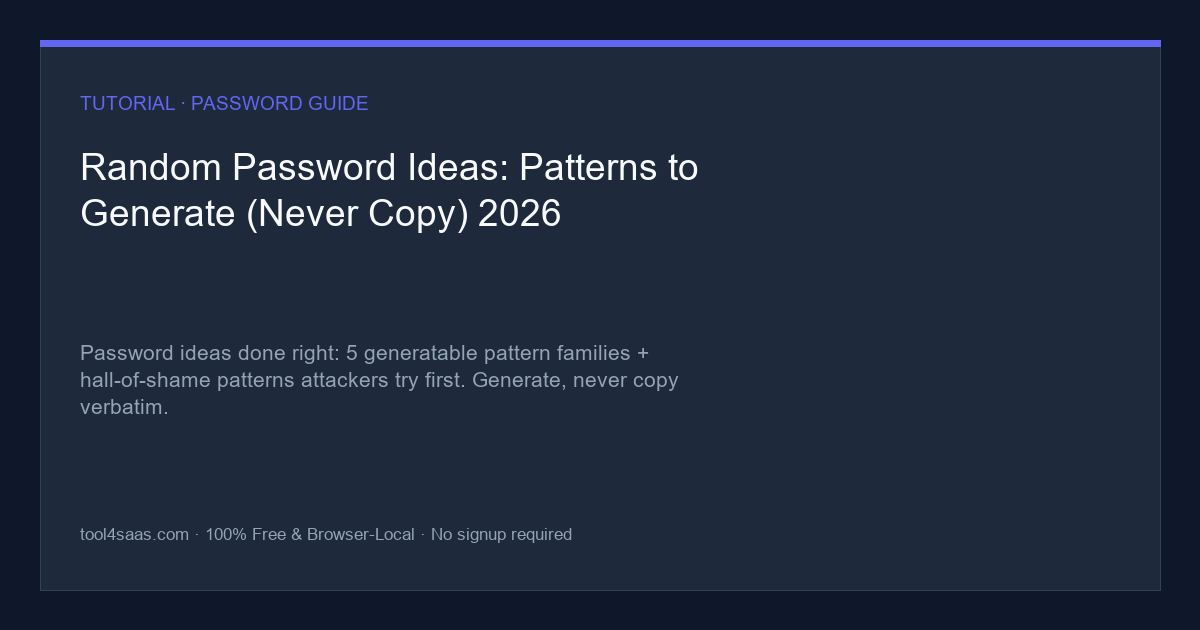 TUTORIAL · PASSWORD GUIDE
Random Password Ideas: Patterns to
Generate (Never Copy) 2026
Password ideas done right: 5 generatable pattern families +
hall-of-shame patterns attackers try first. Generate, never copy
verbatim.
tool4saas.com · 100% Free & Browser-Local · No signup required